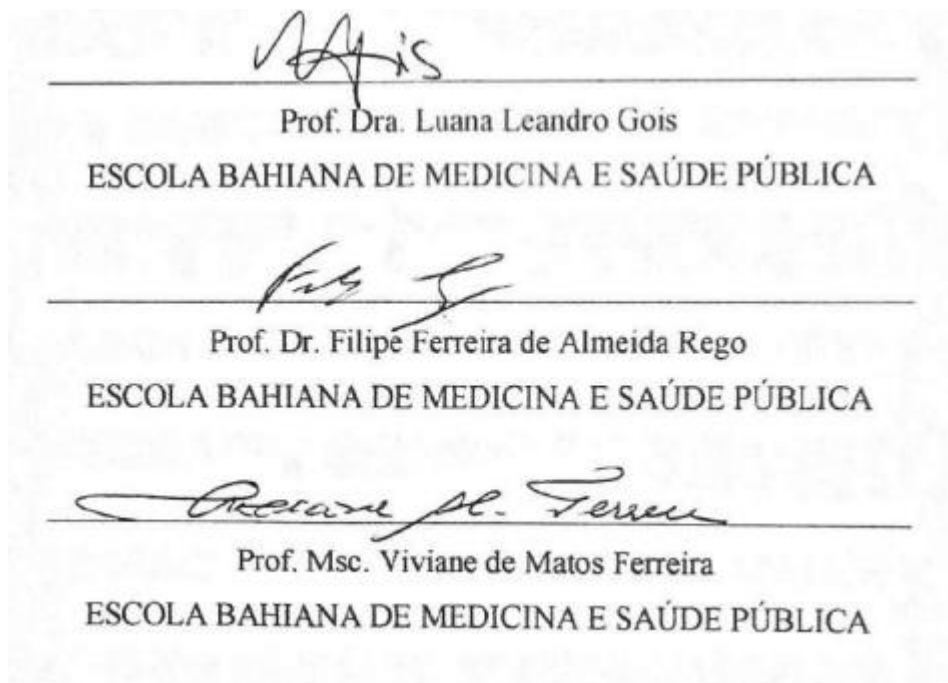 Prof. Dra. Luana Leandro Gois
ESCOLA BAHIANA DE MEDICINA E SAÚDE PÚBLICA
Prof. Dr. Filipe Ferreira de Almeida Rego
ESCOLA BAHIANA DE MEDICINA E SAÚDE PÚBLICA
Prof. Msc. Viviane de Matos Ferreira
ESCOLA BAHIANA DE MEDICINA E SAÚDE PÚBLICA